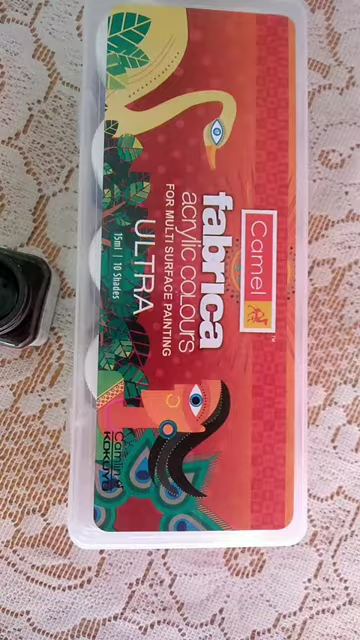 Camel
fabrica
acrylic colours
FOR MULTI SURFACE PAINTING
ULTRA
15ml | 10 Shades
Camlin
KOKUYO